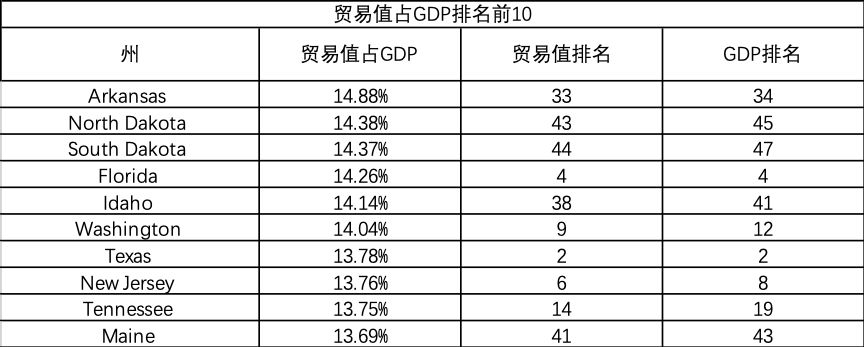 贸易值占GDP排名前10
州 贸易值占GDP 贸易值排名 GDP排名
Arkansas 14.88% 33 34
North Dakota 14.38% 43 45
South Dakota 14.37% 44 47
Florida 14.26% 4 4
Idaho 14.14% 38 41
Washington 14.04% 9 12
Texas 13.78% 2 2
New Jersey 13.76% 6 8
Tennessee 13.75% 14 19
Maine 13.69% 41 43